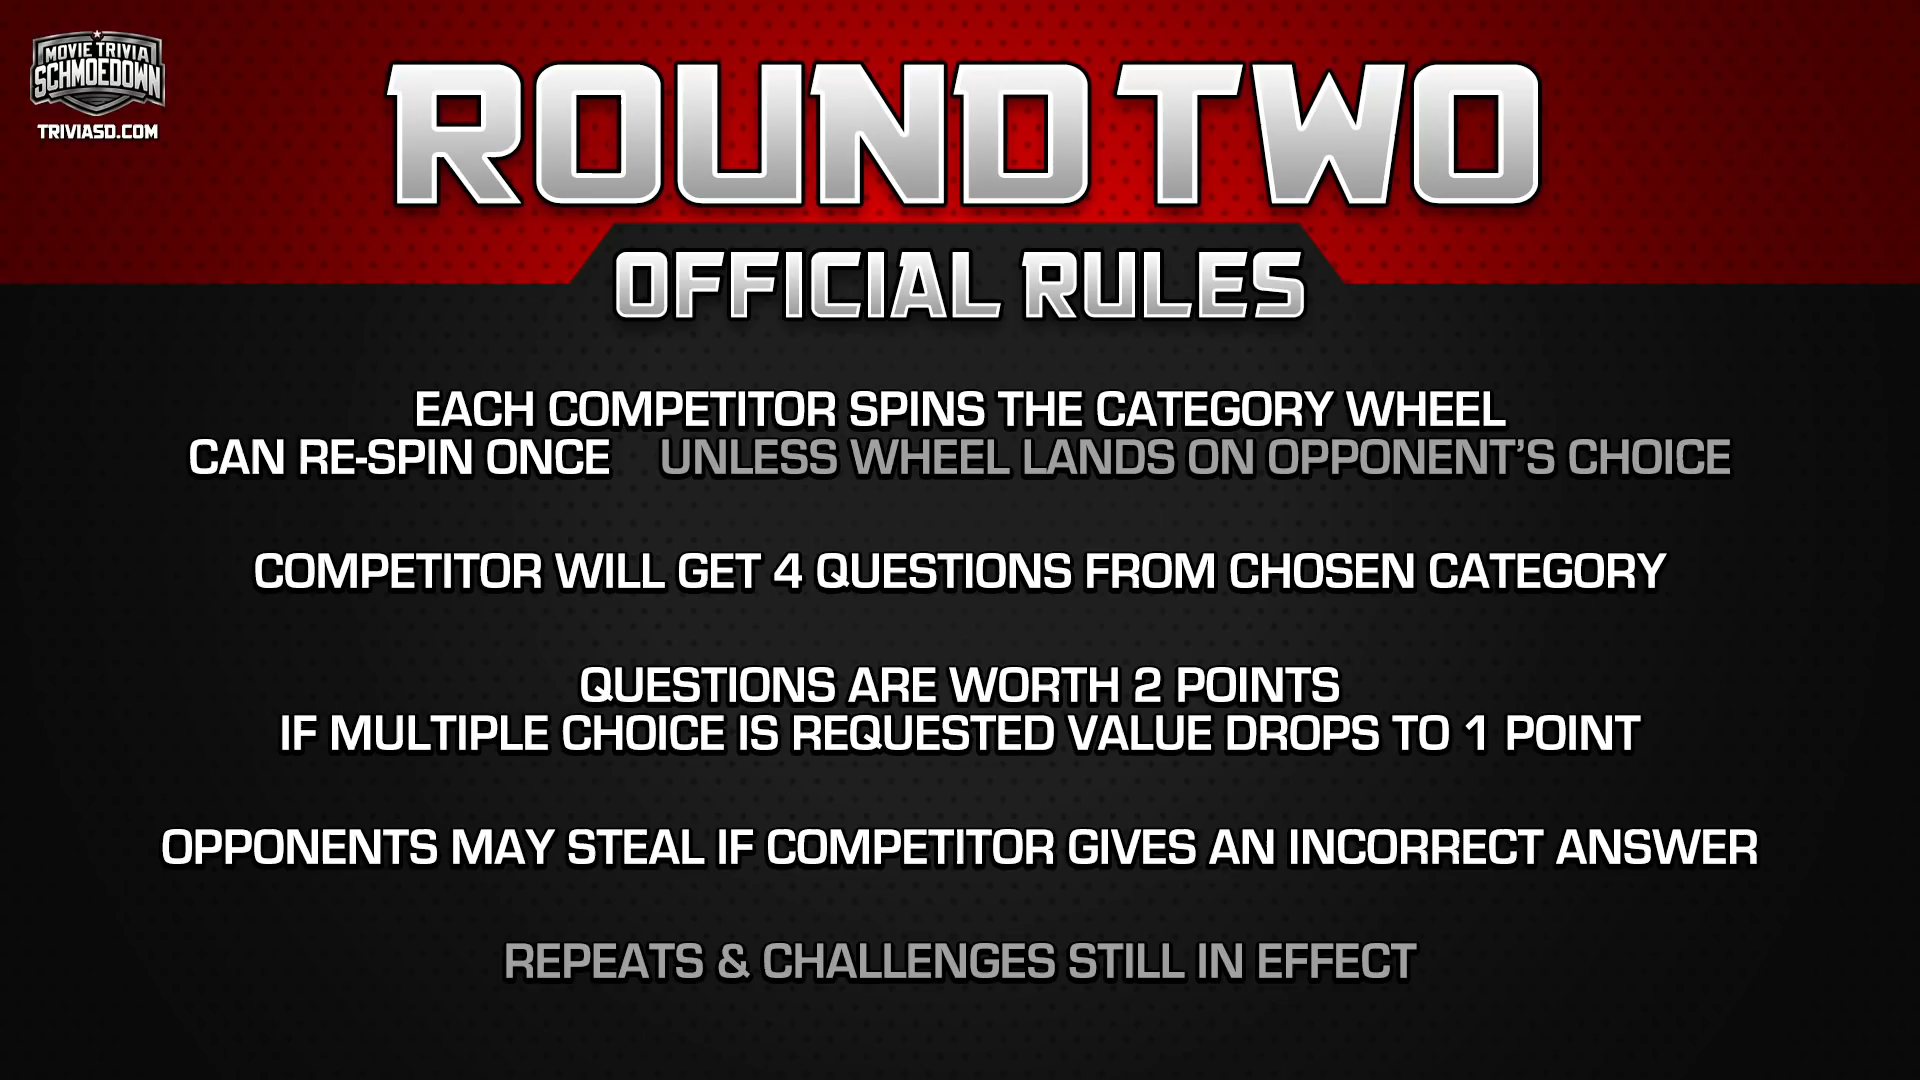 MOVIE TRIVIA
SCHMOEDOWN
TRIVIASD.COM
ROUND TWO
OFFICIAL RULES
EACH COMPETITOR SPINS THE CATEGORY WHEEL
CAN RE-SPIN ONCE UNLESS WHEEL LANDS ON OPPONENT'S CHOICE
COMPETITOR WILL GET 4 QUESTIONS FROM CHOSEN CATEGORY
QUESTIONS ARE WORTH 2 POINTS
IF MULTIPLE CHOICE IS REQUESTED VALUE DROPS TO 1 POINT
OPPONENTS MAY STEAL IF COMPETITOR GIVES AN INCORRECT ANSWER
REPEATS & CHALLENGES STILL IN EFFECT